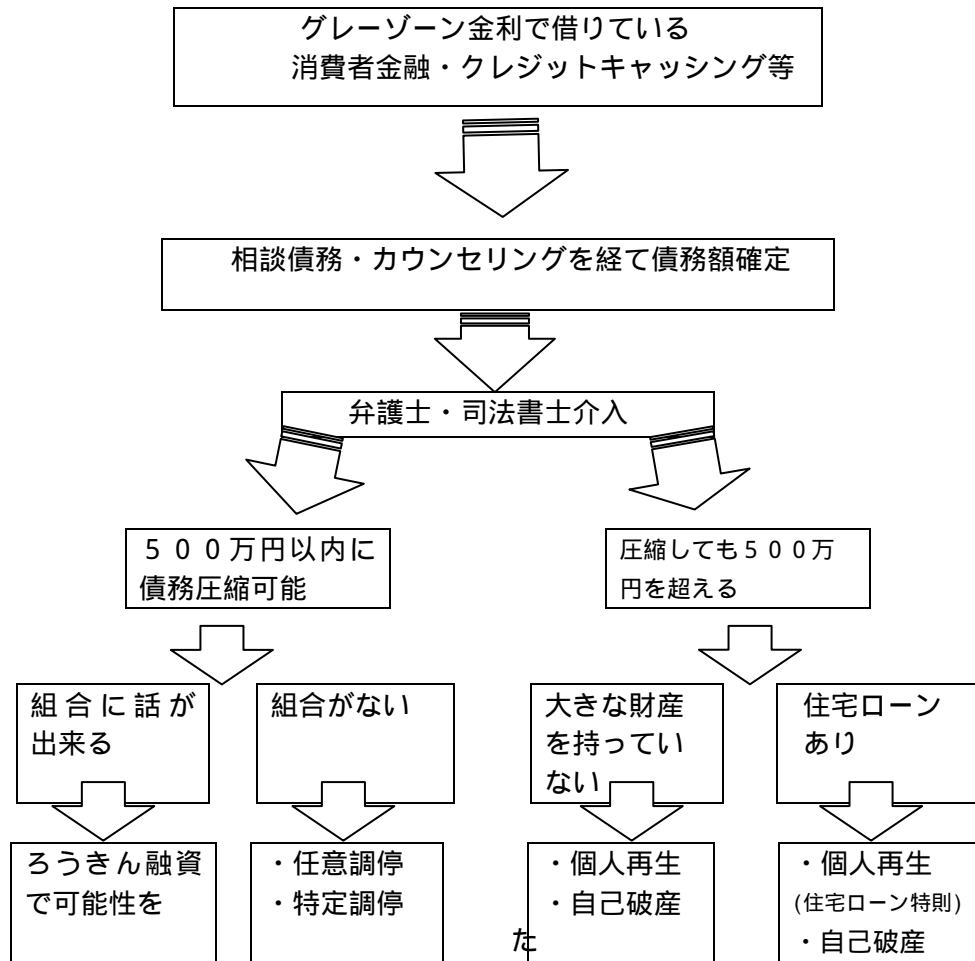 グレーゾーン金利で借りている
消費者金融・クレジットキャッシング等
相談債務・カウンセリングを経て債務額確定
弁護士・司法書士介入
５００万円以内に
債務圧縮可能
圧縮しても５００万
円を超える
組合に話が
出来る
組合がない
大きな財産
を持ってい
ない
住宅ローン
あり
ろうきん融資
で可能性を
・任意調停
・特定調停
・個人再生
・自己破産
・個人再生
(住宅ローン特則)
・自己破産
た